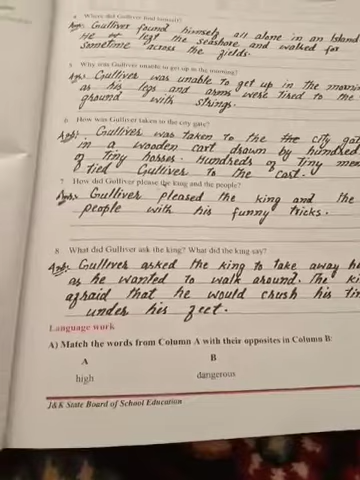 4 Where did Gulliver find himself?
Ans: Gulliver found himself all alone in an Island
He left the seashore and walked for
sometime across the fields.
5 Why was Gulliver unable to get up in the morning?
Ans: Gulliver was unable to get up in the mornin
as his legs and arms were tied to the
ground with strings.
6 How was Gulliver taken to the city gate?
Ans: Gulliver was taken to the the city gat
in a wooden cart drawn by hundred
of Tiny horses. Hundreds of Tiny men
tied Gulliver to the cart.
7 How did Gulliver please the king and the people?
Ans: Gulliver pleased the king and the
people with his funny tricks.
8 What did Gulliver ask the king? What did the king say?
Ans: Gulliver asked the king to take away h
as he wanted to walk around. The ki
afraid that he would crush his tin
under his feet.
Language work
A) Match the words from Column A with their opposites in Column B:
A B
high dangerous
J&K State Board of School Education